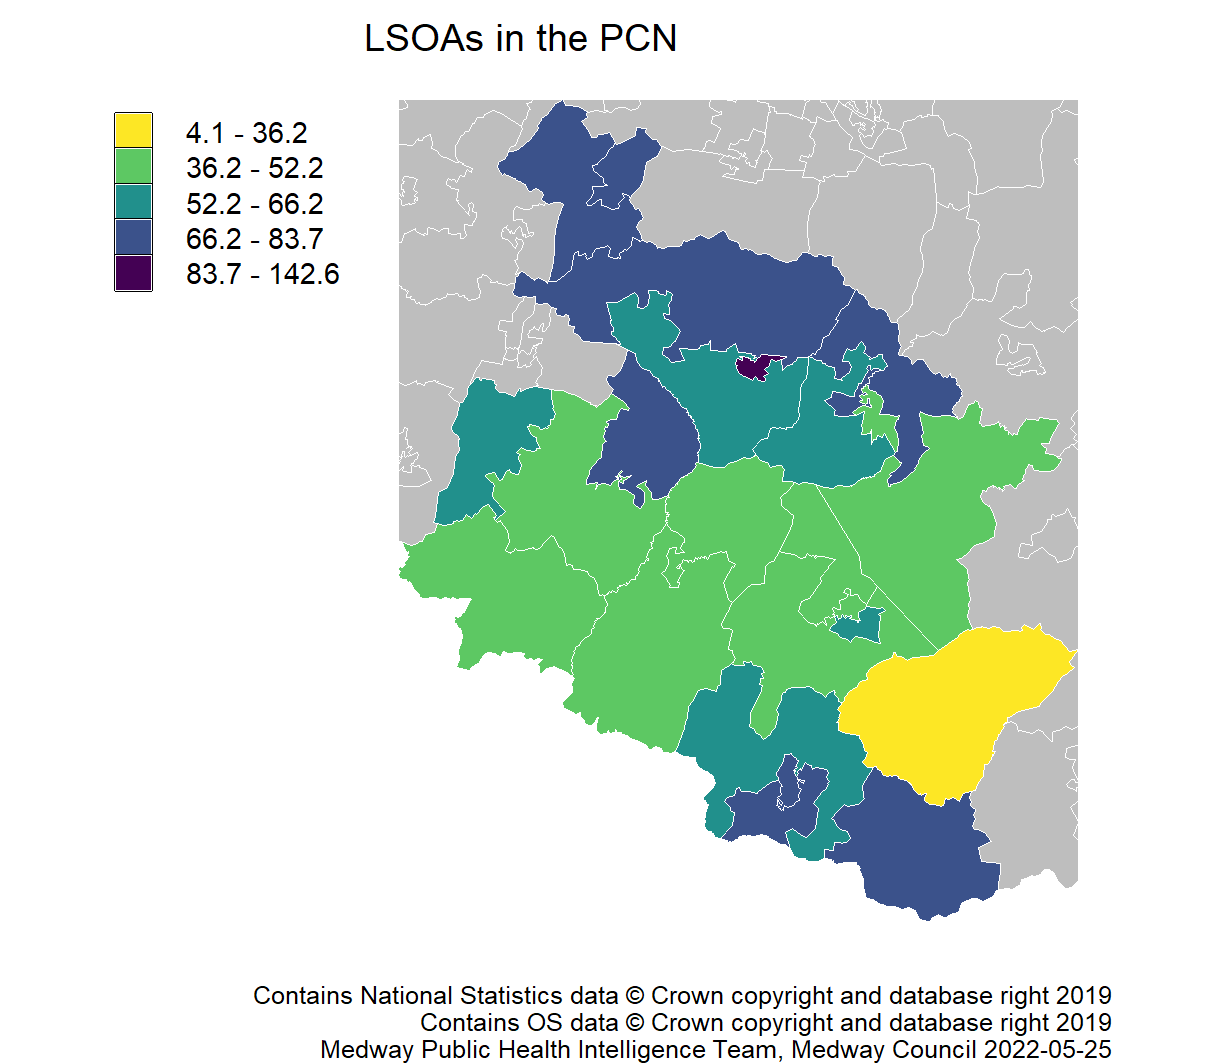 LSOAs in the PCN
4.1 - 36.2
36.2 - 52.2
52.2 - 66.2
66.2 - 83.7
83.7 - 142.6
Contains National Statistics data © Crown copyright and database right 2019
Contains OS data © Crown copyright and database right 2019
Medway Public Health Intelligence Team, Medway Council 2022-05-25